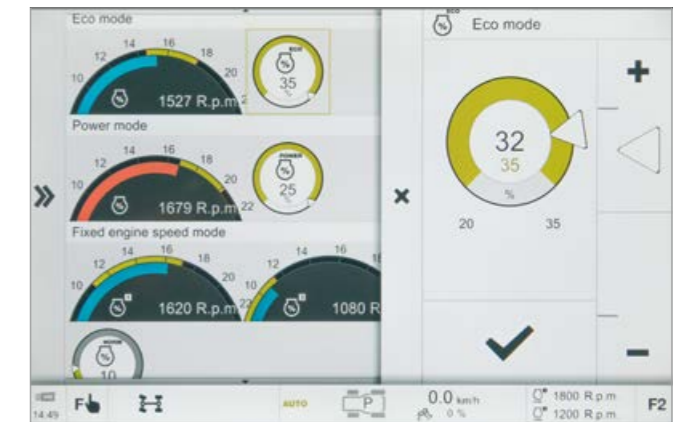 Eco mode
10 12 14 16 18 20
1527 R.p.m.
ECO
%
35
%
Power mode
10 12 14 16 18 20 22
1679 R.p.m.
POWER
%
25
%
Fixed engine speed mode
10 12 14 16 18 20 22
1620 R.p.m.
10 12 14 16 18
1080 R
%
10
ECO
%
Eco mode
32
35
%
20 35
14:49
F
AUTO
P
0.0 km/h
0 %
1800 R.p.m.
1200 R.p.m.
F2